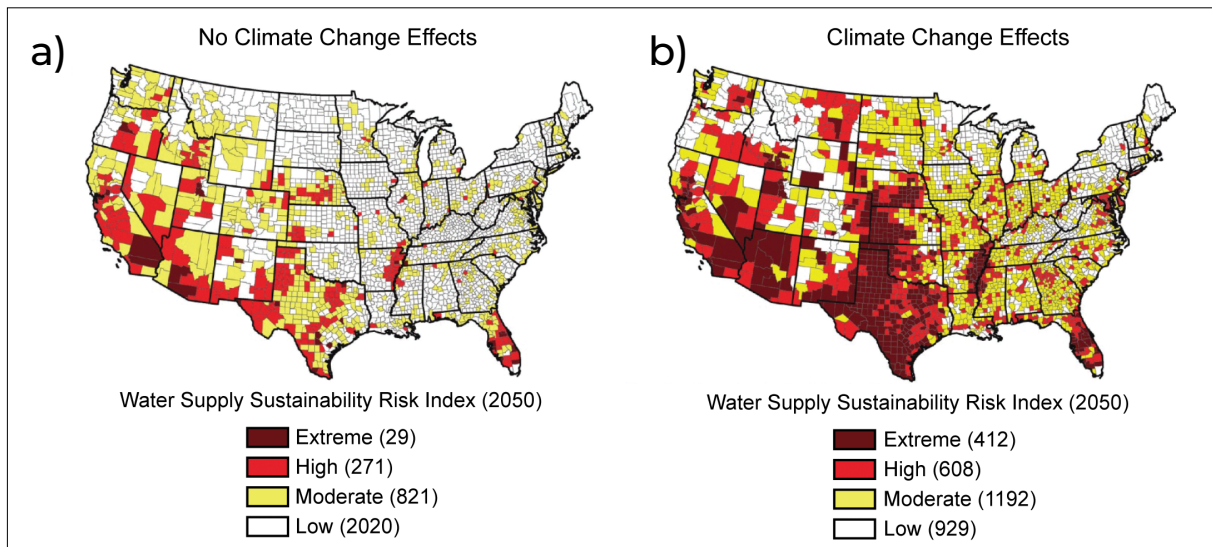 a)
No Climate Change Effects
Water Supply Sustainability Risk Index (2050)
Extreme (29)
High (271)
Moderate (821)
Low (2020)
b)
Climate Change Effects
Water Supply Sustainability Risk Index (2050)
Extreme (412)
High (608)
Moderate (1192)
Low (929)